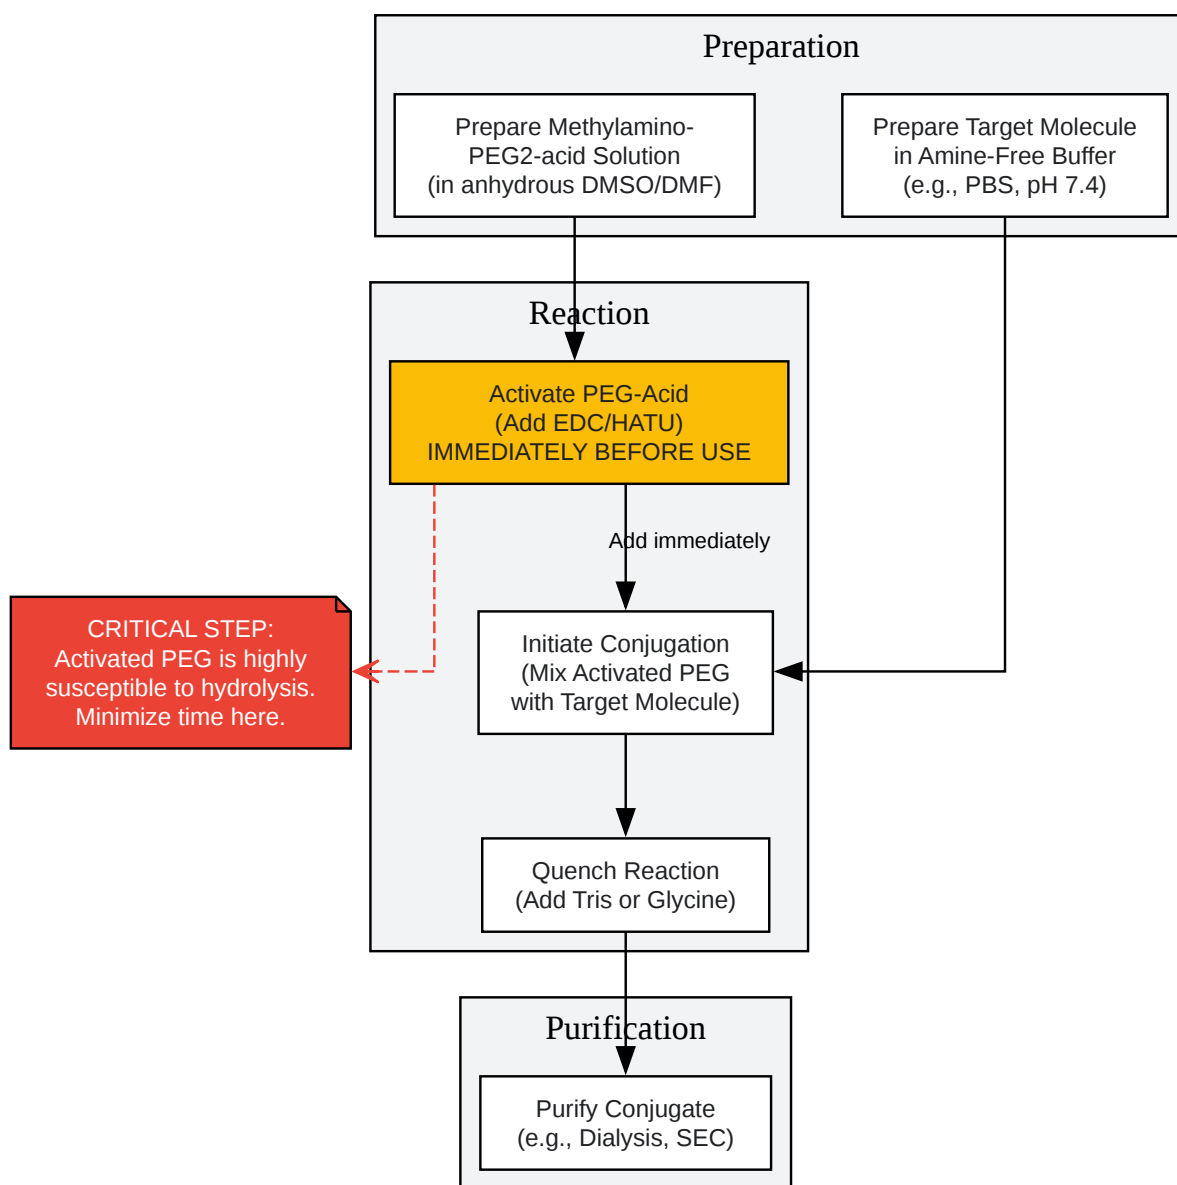 Preparation
Prepare Methylamino-
PEG2-acid Solution
(in anhydrous DMSO/DMF)
Prepare Target Molecule
in Amine-Free Buffer
(e.g., PBS, pH 7.4)
Reaction
Activate PEG-Acid
(Add EDC/HATU)
IMMEDIATELY BEFORE USE
Add immediately
CRITICAL STEP:
Activated PEG is highly
susceptible to hydrolysis.
Minimize time here.
Initiate Conjugation
(Mix Activated PEG
with Target Molecule)
Quench Reaction
(Add Tris or Glycine)
Purification
Purify Conjugate
(e.g., Dialysis, SEC)